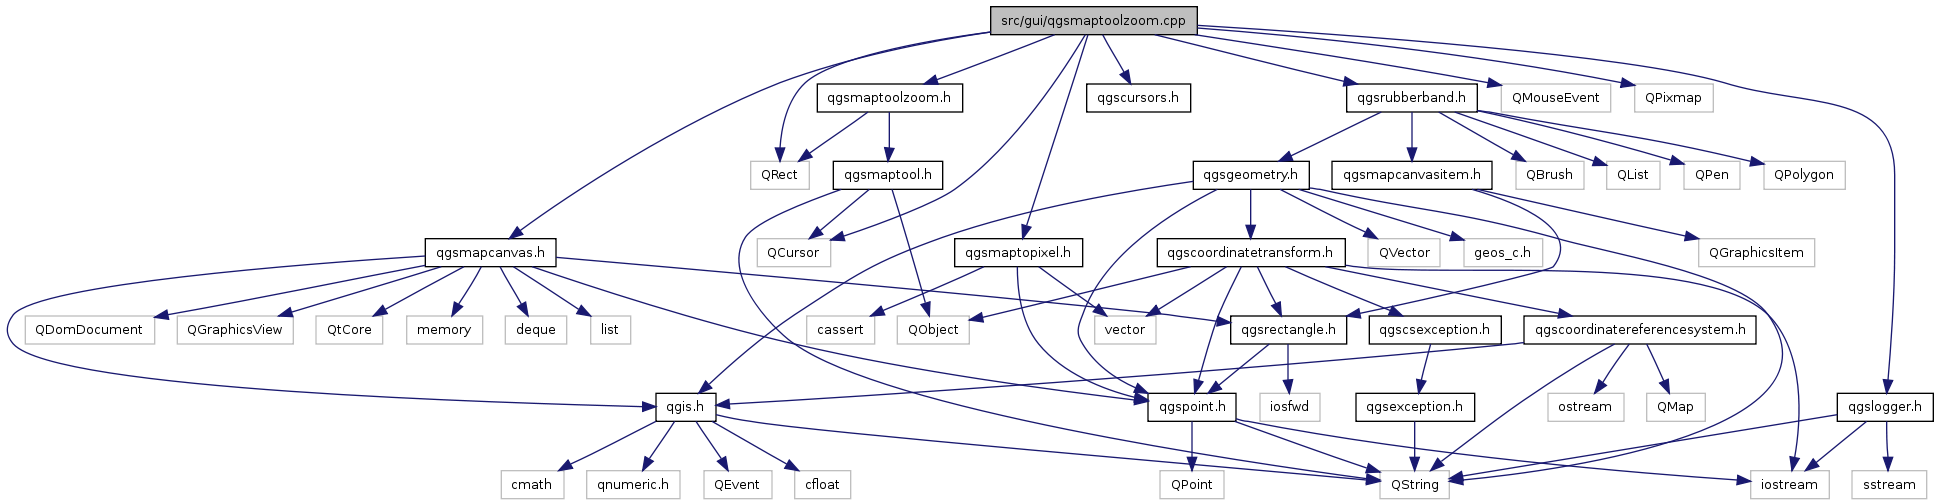 src/gui/qgsmaptoolzoom.cpp
qgsmaptoolzoom.h
qgscursors.h
qgsrubberband.h
QMouseEvent
QPixmap
QRect
qgsmaptool.h
qgsgeometry.h
qgsmapcanvasitem.h
QBrush
QList
QPen
QPolygon
qgsmapcanvas.h
QCursor
qgsmaptopixel.h
qgscoordinatetransform.h
QVector
geos_c.h
QGraphicsItem
QDomDocument
QGraphicsView
QtCore
memory
deque
list
cassert
QObject
vector
qgsrectangle.h
qgscsexception.h
qgscoordinatereferencesystem.h
qgis.h
qgspoint.h
iosfwd
qgsexception.h
ostream
QMap
qgslogger.h
cmath
qnumeric.h
QEvent
cfloat
QPoint
QString
iostream
sstream